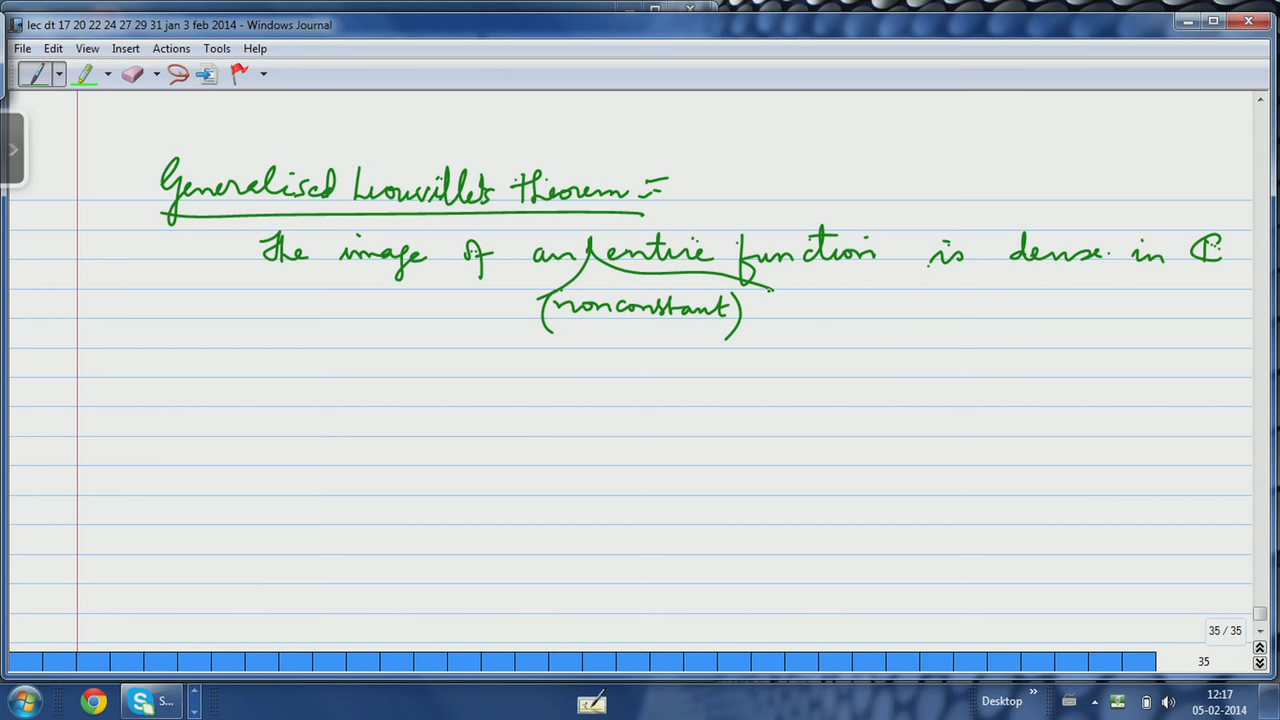 lec dt 17 20 22 24 27 29 31 jan 3 feb 2014 - Windows Journal
File Edit View Insert Actions Tools Help
Generalised Liouville's theorem :-
The image of an entire function is dense in ℂ
(nonconstant)
35 / 35
35
S...
Desktop
12:17
05-02-2014